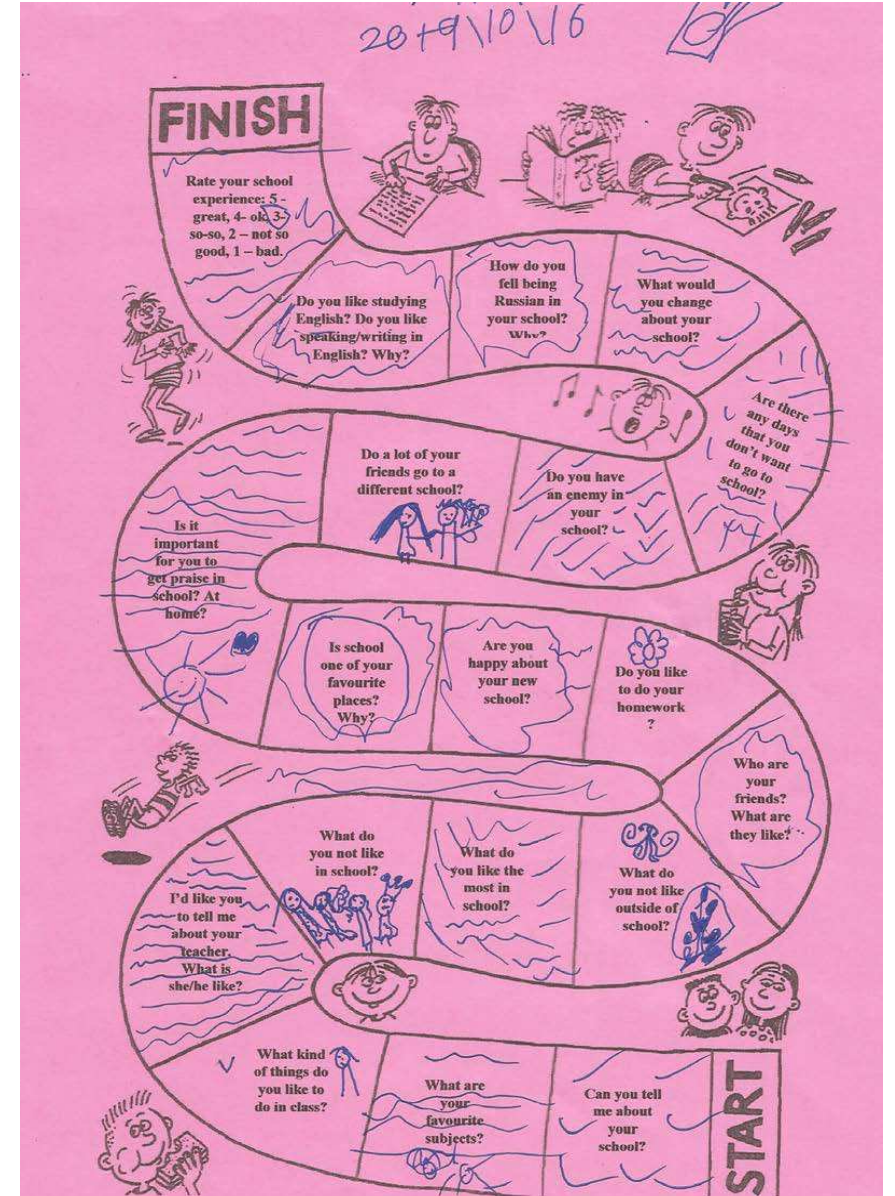 20+9\10\16
FINISH
Rate your school
experience: 5 -
great, 4- ok, 3-
so-so, 2 – not so
good, 1 – bad.
Do you like studying
English? Do you like
speaking/writing in
English? Why?
How do you
fell being
Russian in
your school?
Why?
What would
you change
about your
school?
Are there
any days
that you
don't want
to go to
school?
Do you have
an enemy in
your
school?
Do a lot of your
friends go to a
different school?
Is it
important
for you to
get praise in
school? At
home?
Is school
one of your
favourite
places?
Why?
Are you
happy about
your new
school?
Do you like
to do your
homework
?
Who are
your
friends?
What are
they like?
What do
you not like
outside of
school?
What do
you like the
most in
school?
What do
you not like
in school?
I'd like you
to tell me
about your
teacher.
What is
she/he like?
What kind
of things do
you like to
do in class?
What are
your
favourite
subjects?
Can you tell
me about
your
school?
START